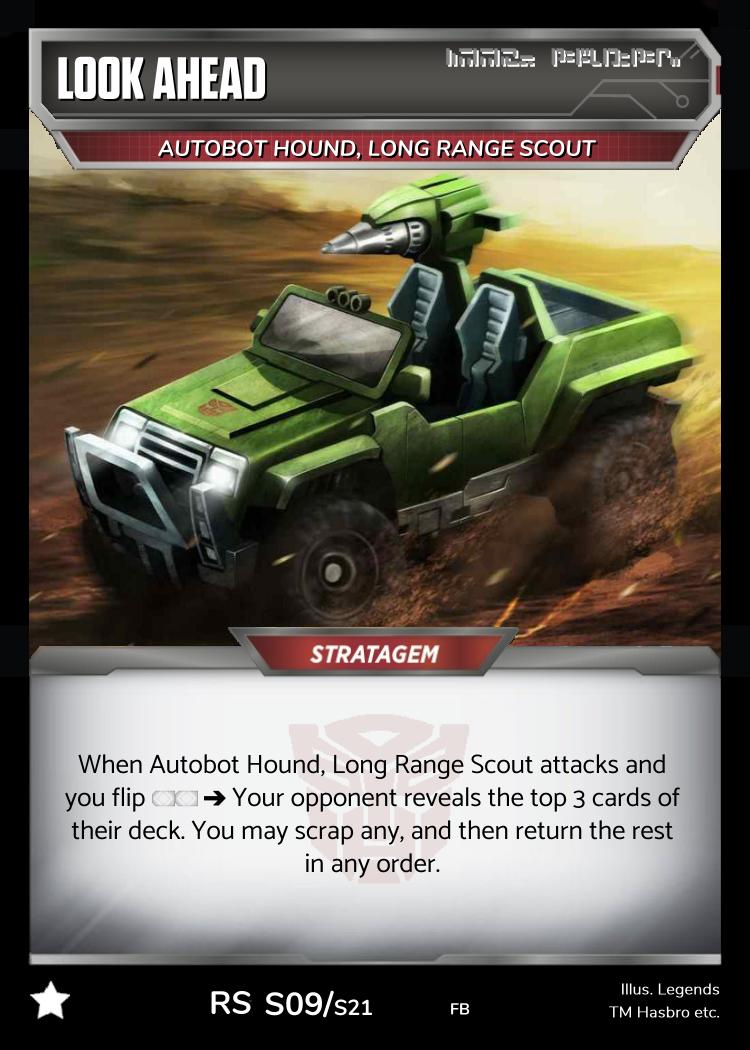 LOOK AHEAD
AUTOBOT HOUND, LONG RANGE SCOUT
STRATAGEM
When Autobot Hound, Long Range Scout attacks and
you flip ➔ Your opponent reveals the top 3 cards of
their deck. You may scrap any, and then return the rest
in any order.
RS S09/S21
FB
Illus. Legends
TM Hasbro etc.